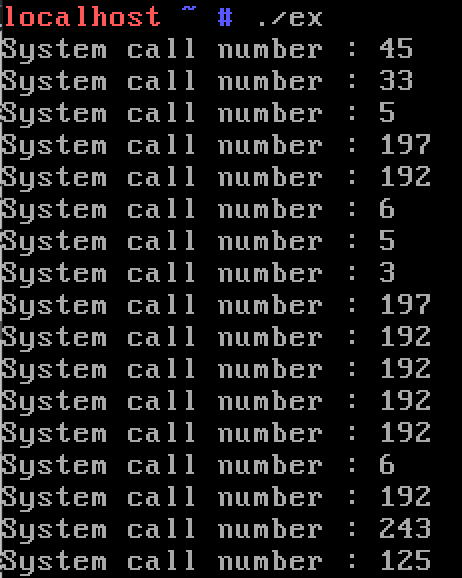 localhost ~ # ./ex
System call number : 45
System call number : 33
System call number : 5
System call number : 197
System call number : 192
System call number : 6
System call number : 5
System call number : 3
System call number : 197
System call number : 192
System call number : 192
System call number : 192
System call number : 192
System call number : 6
System call number : 192
System call number : 243
System call number : 125